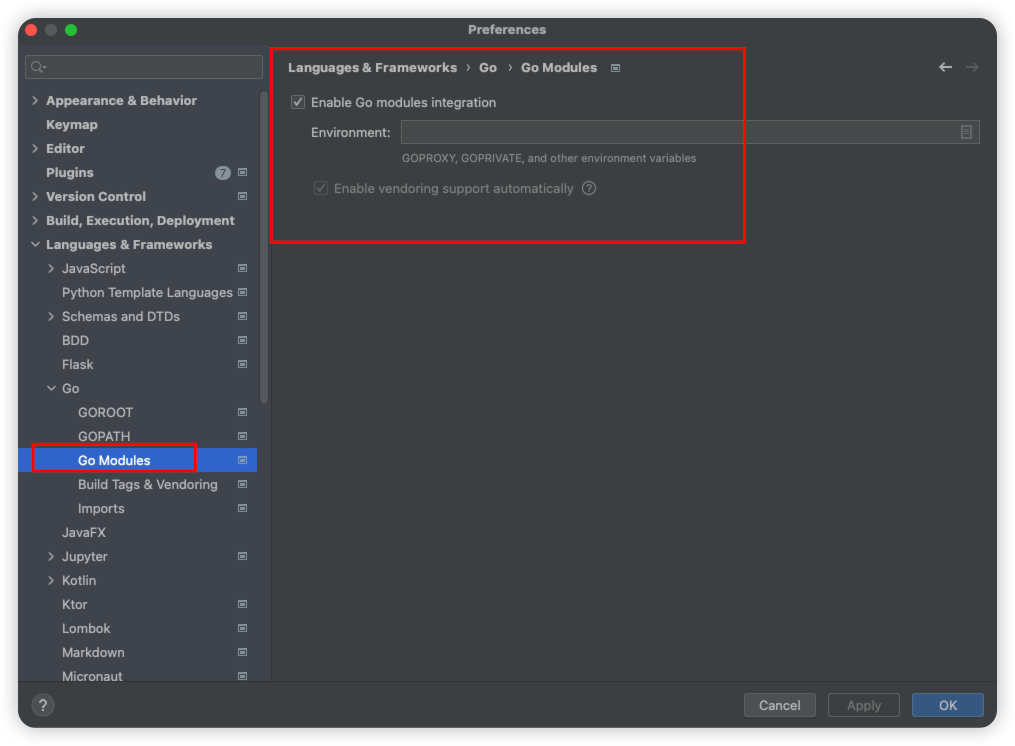 Preferences
Appearance & Behavior
Keymap
Editor
Plugins 7
Version Control
Build, Execution, Deployment
Languages & Frameworks
JavaScript
Python Template Languages
Schemas and DTDs
BDD
Flask
Go
GOROOT
GOPATH
Go Modules
Build Tags & Vendoring
Imports
JavaFX
Jupyter
Kotlin
Ktor
Lombok
Markdown
Micronaut
Languages & Frameworks › Go › Go Modules
Enable Go modules integration
Environment:
GOPROXY, GOPRIVATE, and other environment variables
Enable vendoring support automatically ?
? Cancel Apply OK